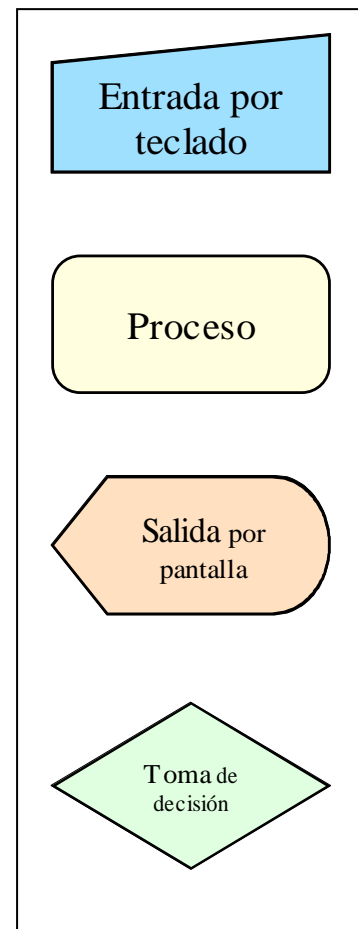 Entrada por
teclado
Proceso
Salida por
pantalla
Toma de
decisión